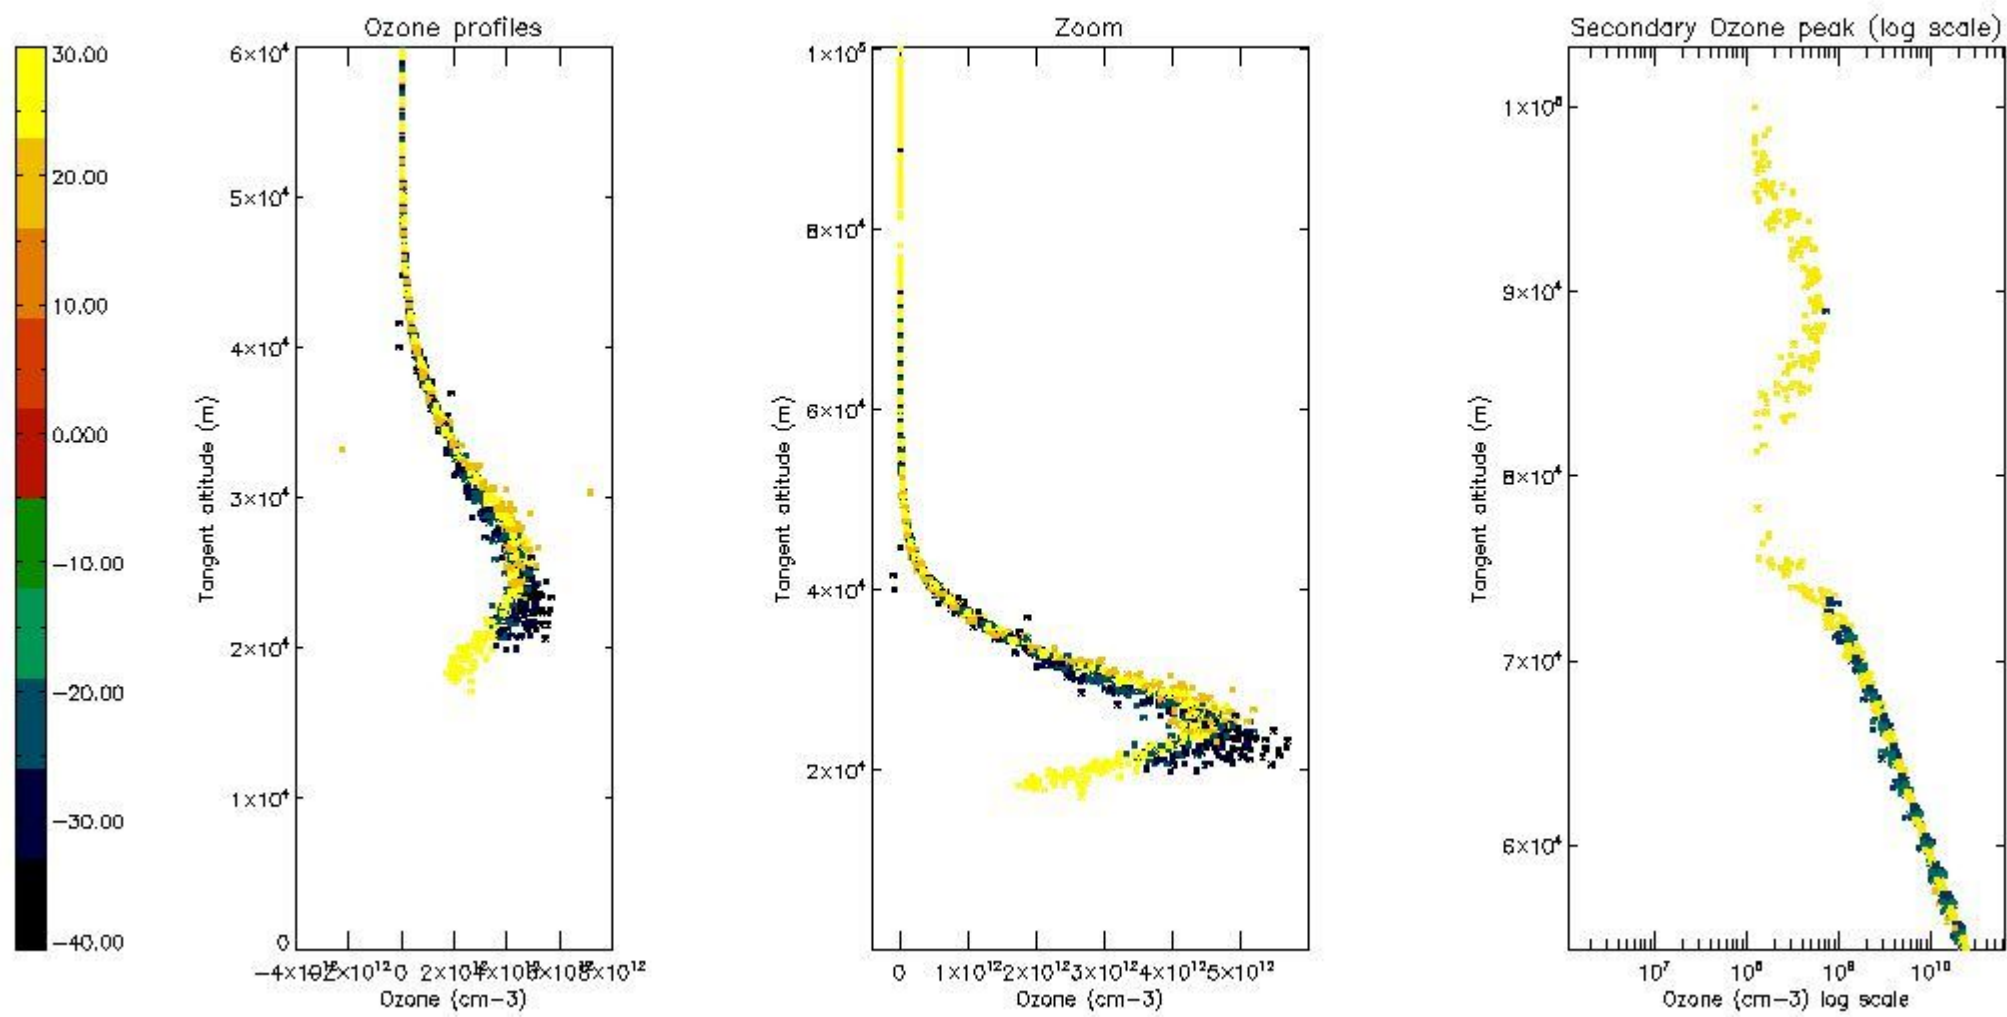 Ozone profiles
Zoom
Secondary Ozone peak (log scale)
30.00
20.00
10.00
0.000
−10.00
−20.00
−30.00
−40.00
6×10⁴
5×10⁴
4×10⁴
3×10⁴
2×10⁴
1×10⁴
0
Tangent altitude (m)
0
2×10¹²
Ozone (cm−3)
1×10⁵
8×10⁴
6×10⁴
4×10⁴
2×10⁴
Tangent altitude (m)
0 1×10¹² 2×10¹² 3×10¹² 4×10¹² 5×10¹²
Ozone (cm−3)
9×10⁴
8×10⁴
7×10⁴
6×10⁴
Tangent altitude (m)
10⁷ 10⁸ 10⁹ 10¹⁰
Ozone (cm−3) log scale